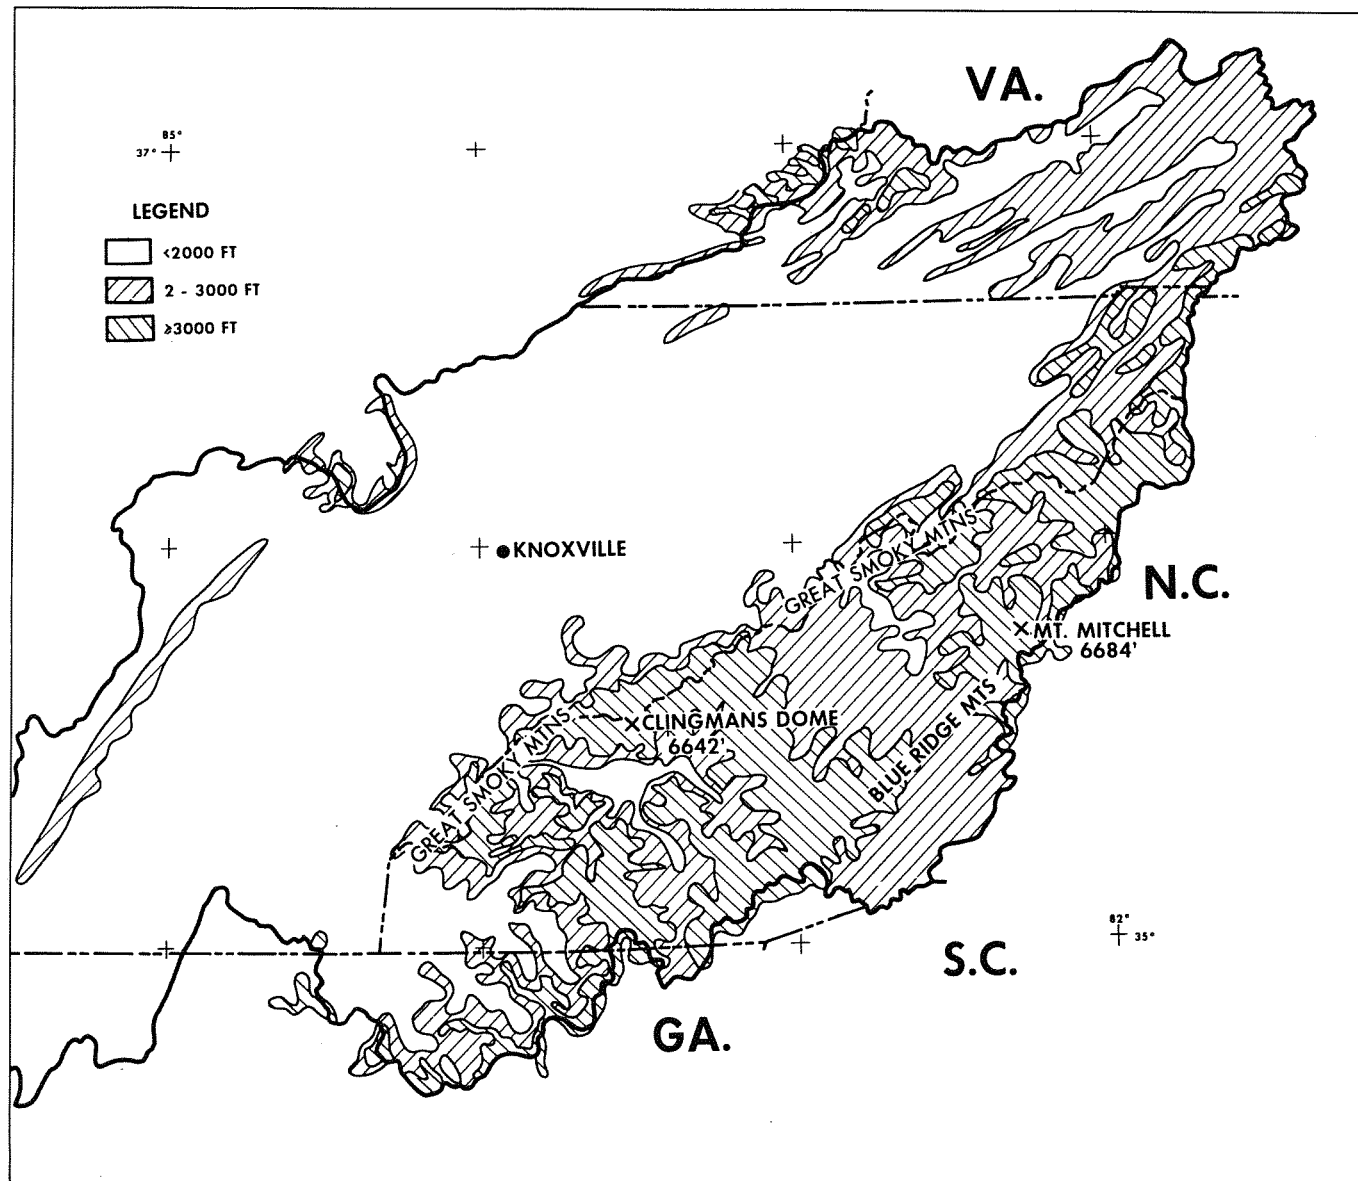 VA.
85°
37°
LEGEND
<2000 FT
2 - 3000 FT
≥3000 FT
KNOXVILLE
GREAT SMOKY MTNS
N.C.
MT. MITCHELL
6684'
CLINGMANS DOME
6642'
GREAT SMOKY MTNS
BLUE RIDGE MTS
82°
35°
S.C.
GA.